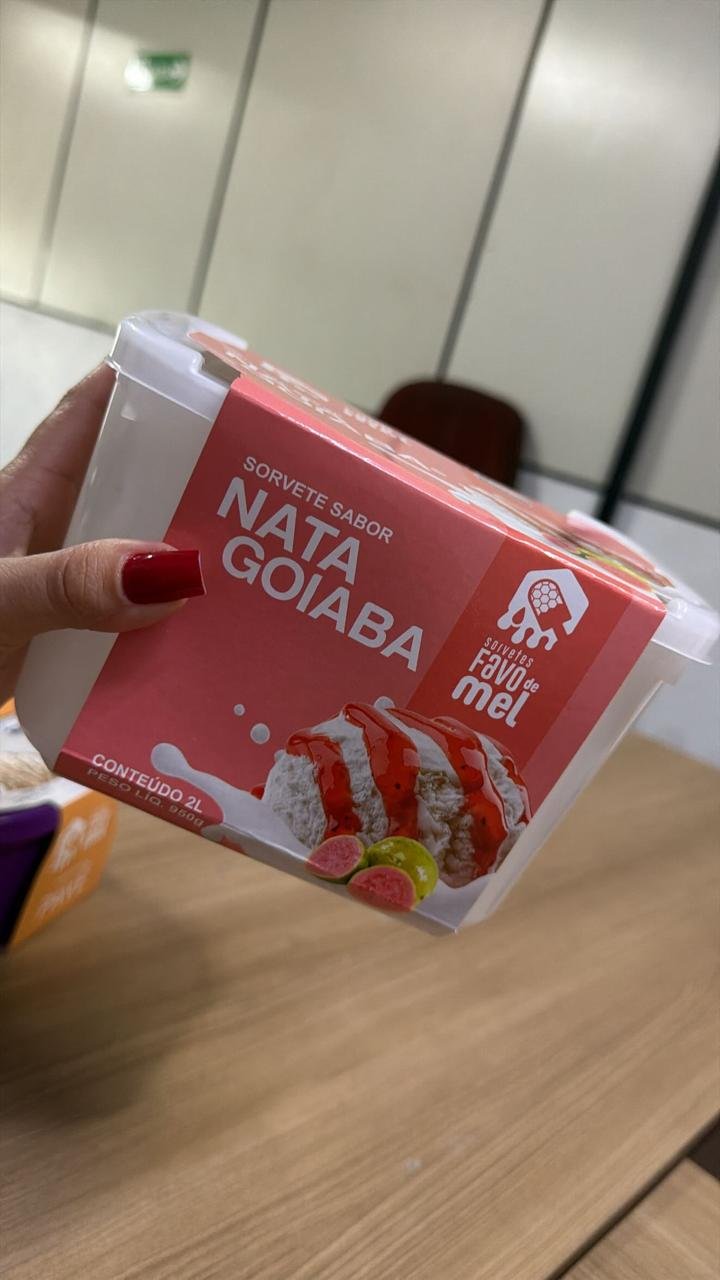 SORVETE SABOR
NATA
GOIABA
sorvetes
FAVO de
mel
CONTEÚDO 2L
PESO LÍQ. 950g